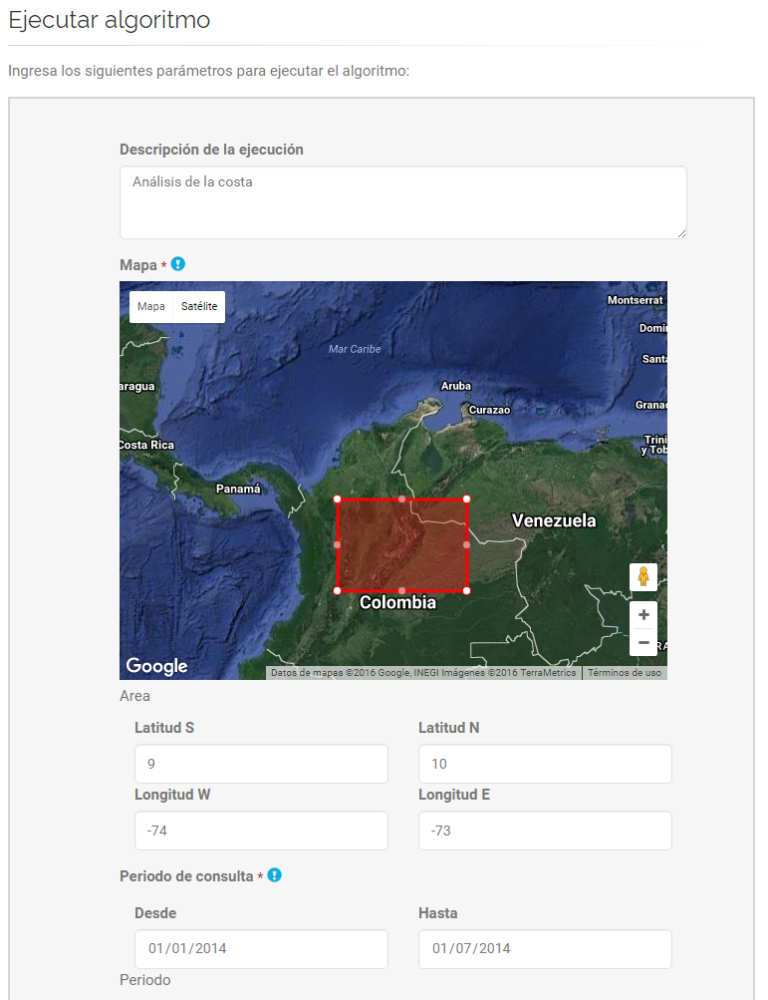 Ejecutar algoritmo
Ingresa los siguientes parámetros para ejecutar el algoritmo:
Descripción de la ejecución
Análisis de la costa
Mapa *
Mapa Satélite
Montserrat
Domi
Mar Caribe
Santa
aragua
Aruba
Curazao
Grana
Costa Rica
Trini
y Tob
Panamá
Venezuela
Colombia
RA
Google
Datos de mapas ©2016 Google, INEGI Imágenes ©2016 TerraMetrics Términos de uso
Area
Latitud S Latitud N
9 10
Longitud W Longitud E
-74 -73
Periodo de consulta *
Desde Hasta
01/01/2014 01/07/2014
Periodo